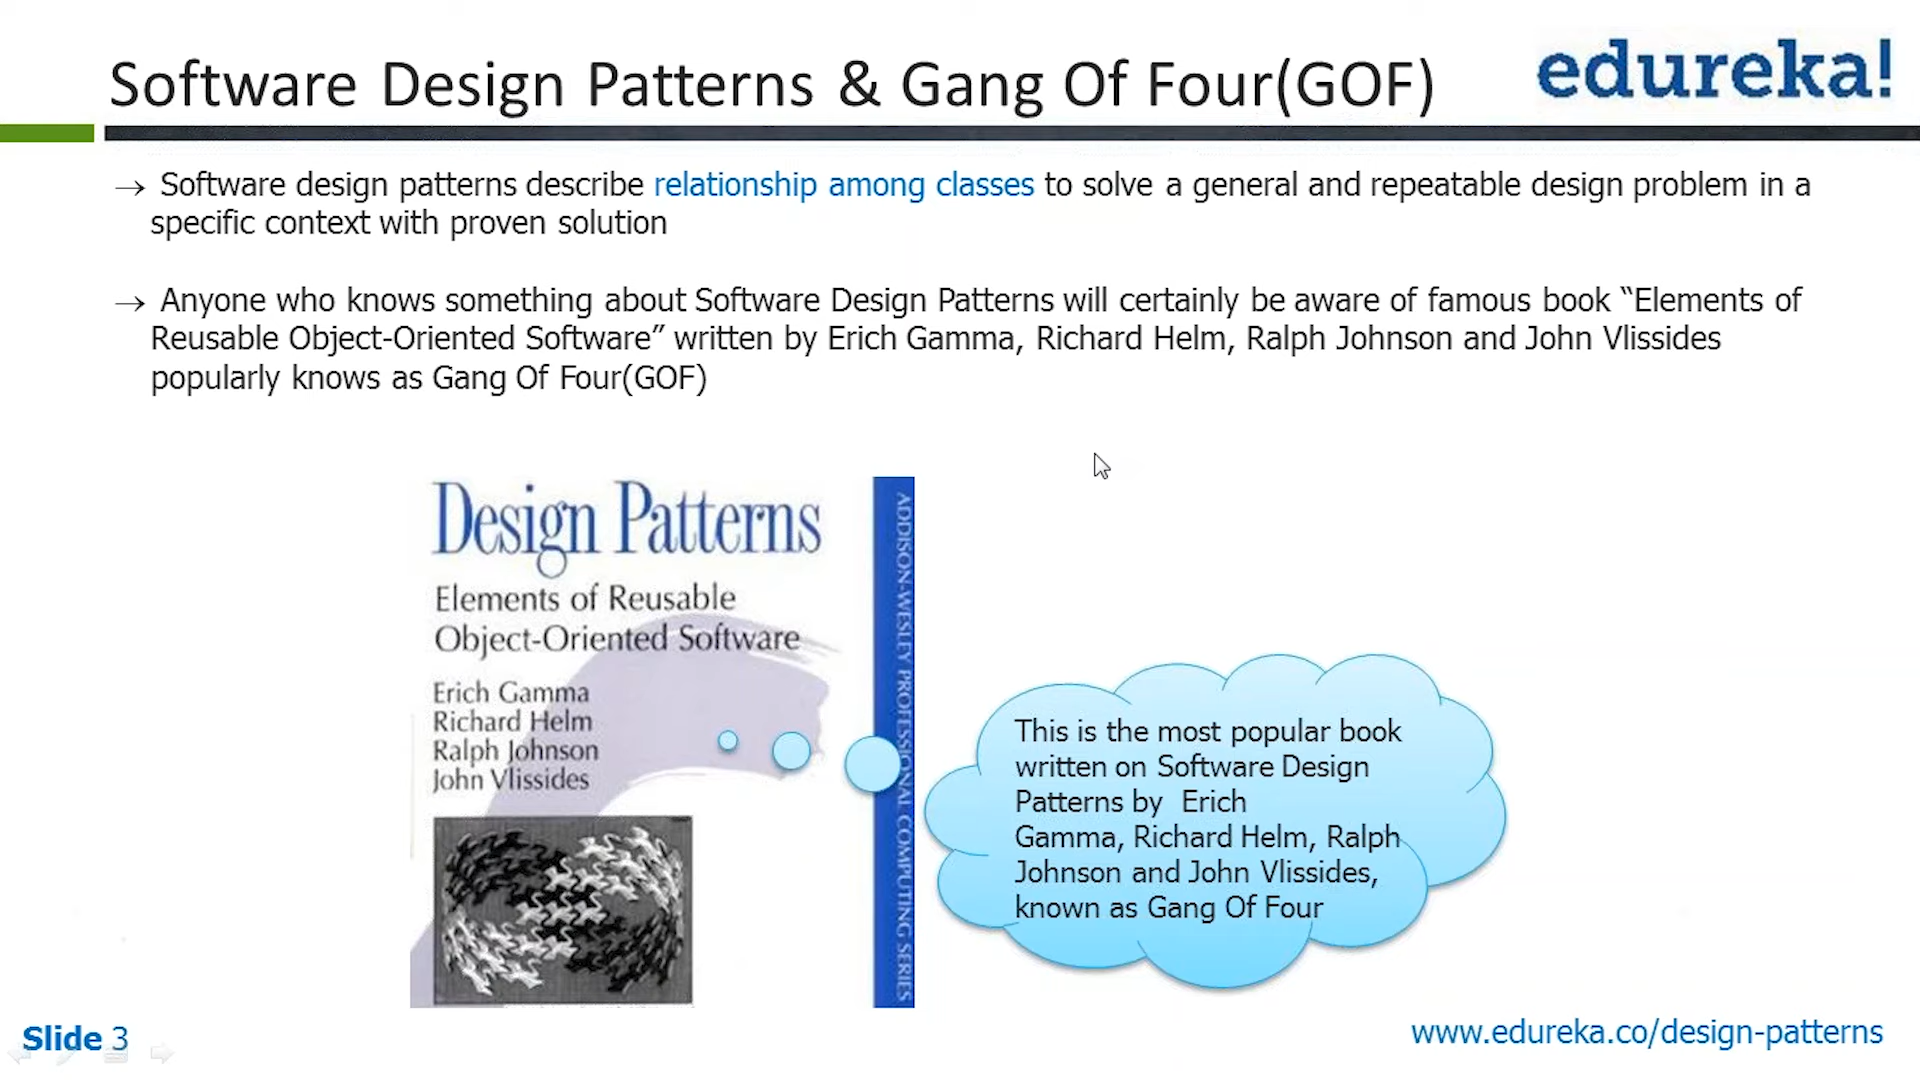 Software Design Patterns & Gang Of Four(GOF)
edureka!
→ Software design patterns describe relationship among classes to solve a general and repeatable design problem in a
specific context with proven solution
→ Anyone who knows something about Software Design Patterns will certainly be aware of famous book “Elements of
Reusable Object-Oriented Software” written by Erich Gamma, Richard Helm, Ralph Johnson and John Vlissides
popularly knows as Gang Of Four(GOF)
Design Patterns
Elements of Reusable
Object-Oriented Software
Erich Gamma
Richard Helm
Ralph Johnson
John Vlissides
ADDISON-WESLEY PROFESSIONAL COMPUTING SERIES
This is the most popular book
written on Software Design
Patterns by Erich
Gamma, Richard Helm, Ralph
Johnson and John Vlissides,
known as Gang Of Four
Slide 3
www.edureka.co/design-patterns